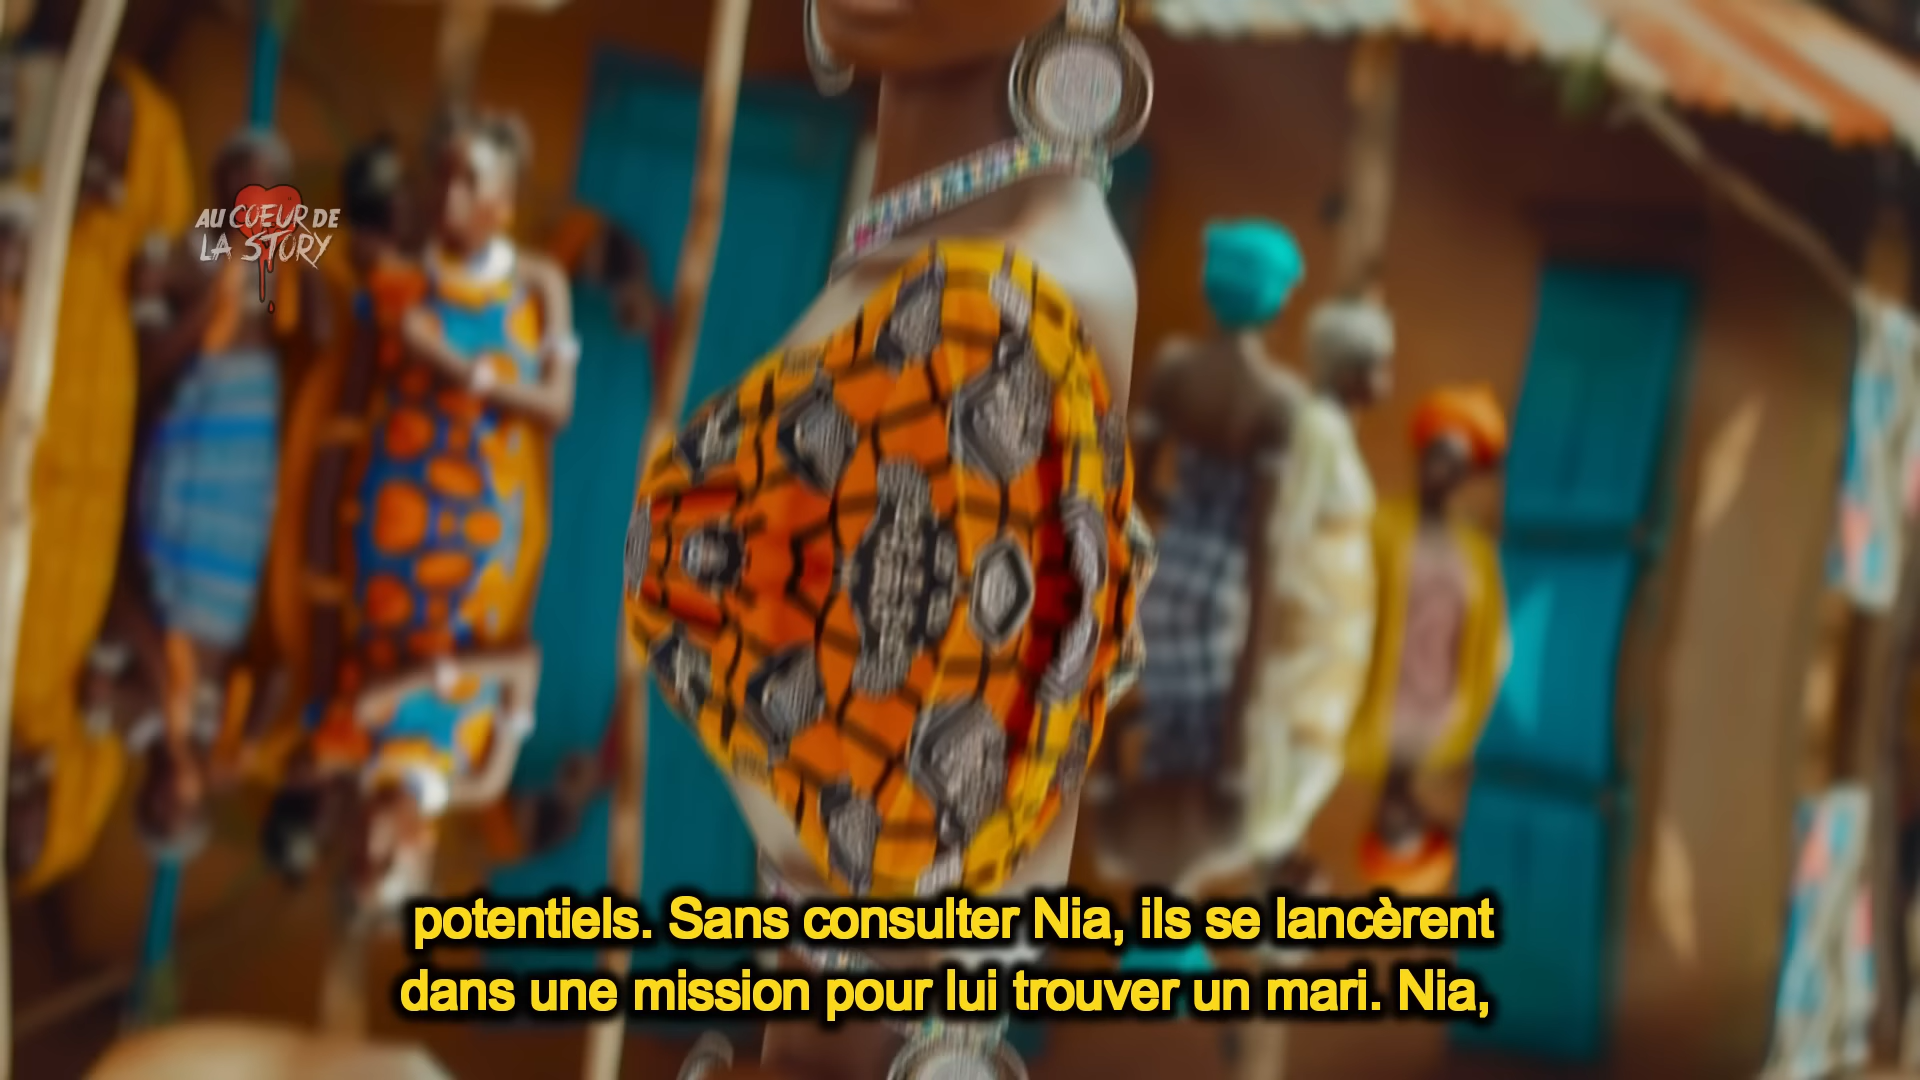 AU COEUR DE
LA STORY
potentiels. Sans consulter Nia, ils se lancèrent
dans une mission pour lui trouver un mari. Nia,